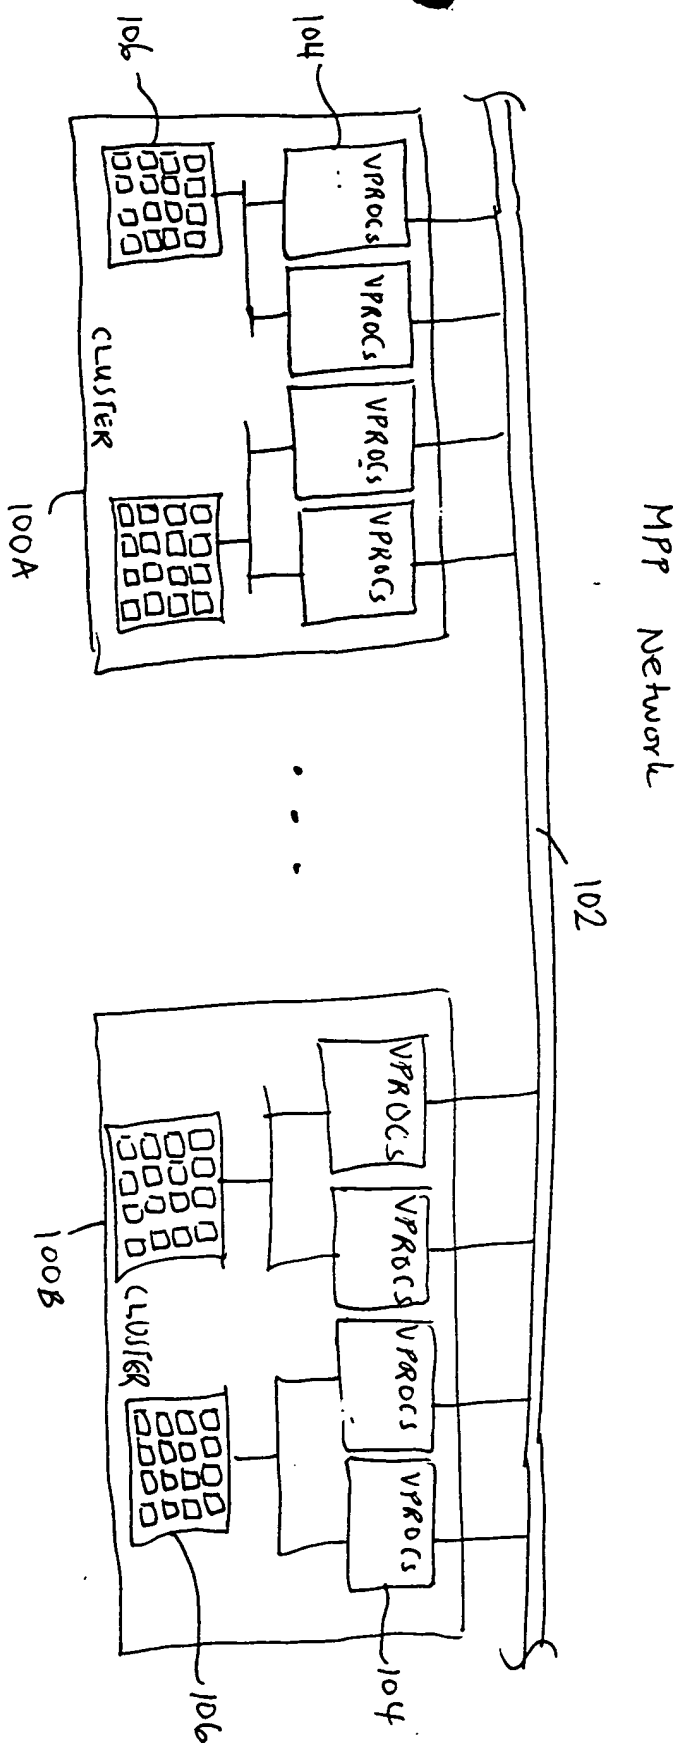 MPP Network
102
104
106
VPROCs
VPROCs
VPROCs
VPROCs
CLUSTER
100A
VPROCS
VPROCS
VPROCS
VPROCS
CLUSTER
100B
104
106